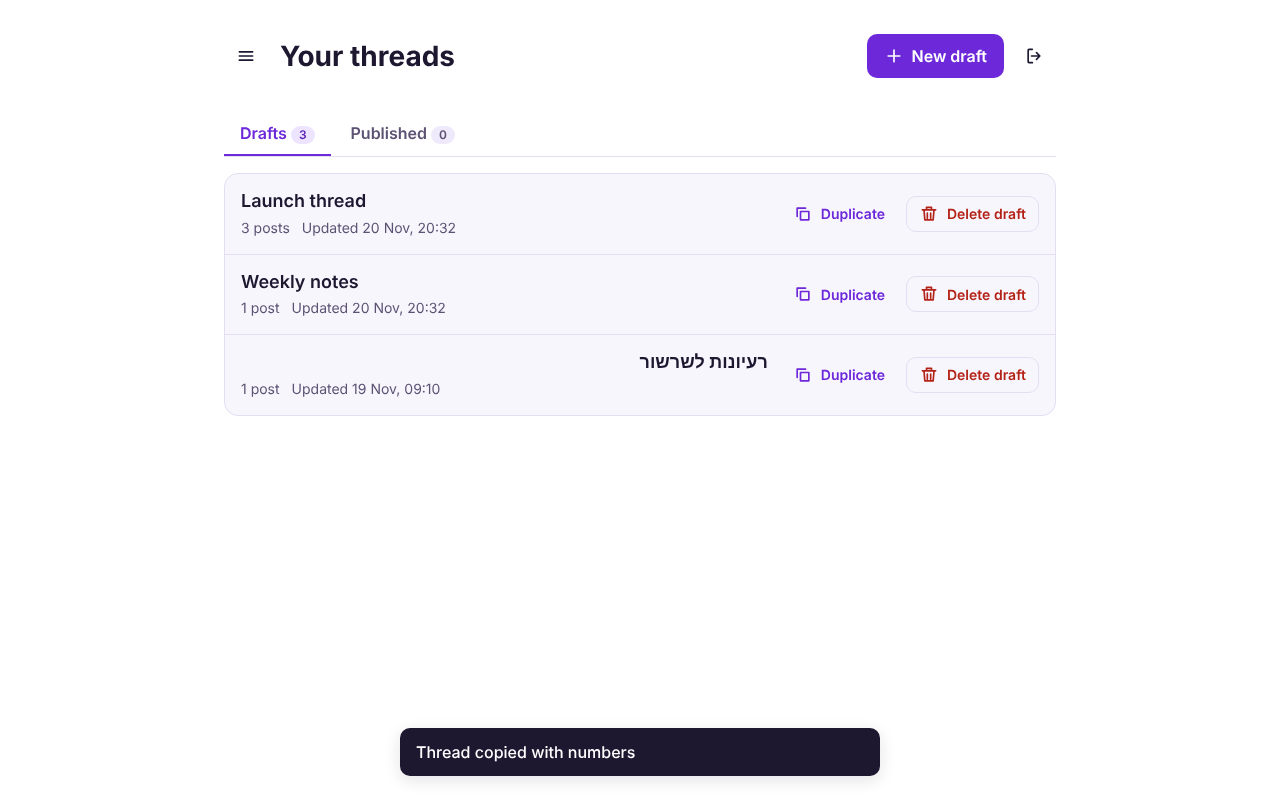 Your threads
New draft
Drafts 3
Published 0
Launch thread
3 posts Updated 20 Nov, 20:32
Duplicate
Delete draft
Weekly notes
1 post Updated 20 Nov, 20:32
Duplicate
Delete draft
רעיונות לשרשור
1 post Updated 19 Nov, 09:10
Duplicate
Delete draft
Thread copied with numbers